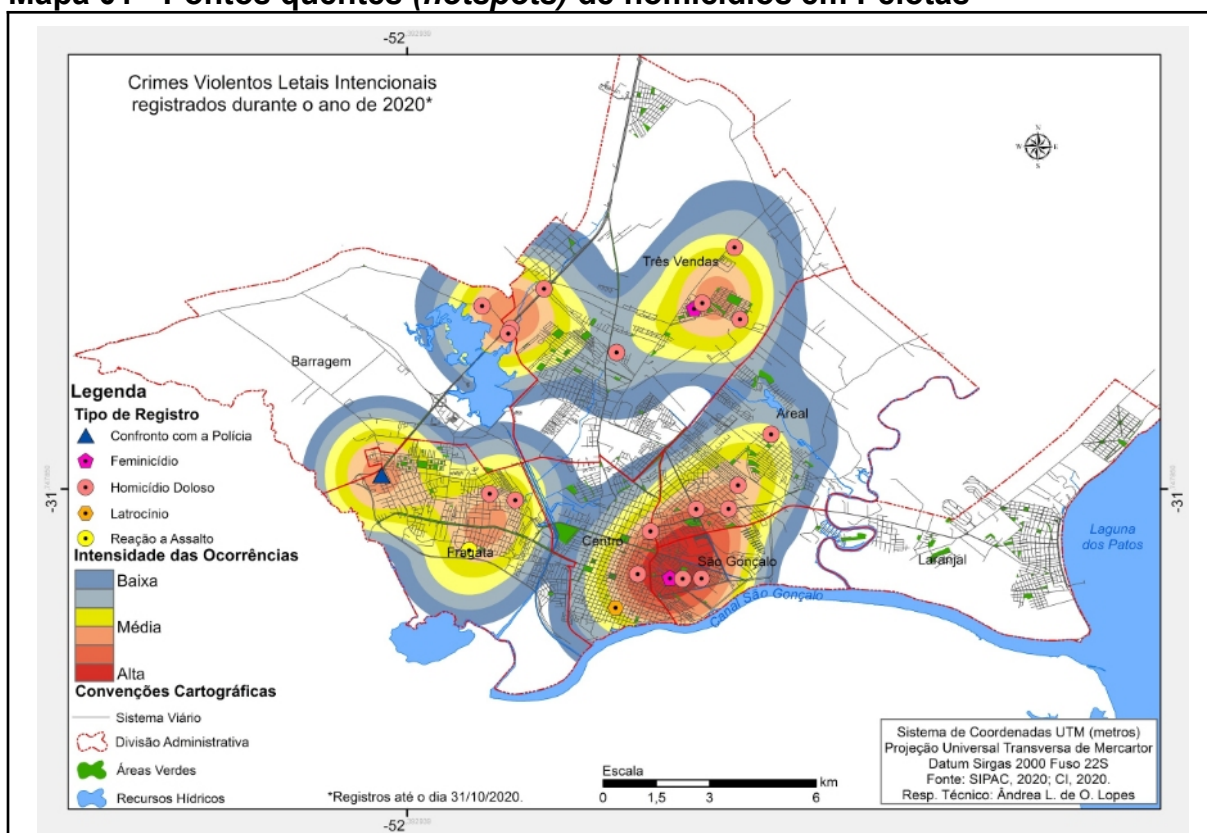 Mapa 01 - Pontos quentes (hotspots) de homicídios em Pelotas
-52
Crimes Violentos Letais Intencionais
registrados durante o ano de 2020*
N
W E
S
Três Vendas
Barragem
Areal
Legenda
Tipo de Registro
Confronto com a Polícia
Feminicídio
Homicídio Doloso
Latrocínio
Reação a Assalto
-31
-31
Fragata
Centro
São Gonçalo
Laranjal
Laguna
dos Patos
Canal São Gonçalo
Intensidade das Ocorrências
Baixa
Média
Alta
Convenções Cartográficas
Sistema Viário
Divisão Administrativa
Áreas Verdes
Recursos Hídricos
*Registros até o dia 31/10/2020.
Escala
km
0 1,5 3 6
Sistema de Coordenadas UTM (metros)
Projeção Universal Transversa de Mercartor
Datum Sirgas 2000 Fuso 22S
Fonte: SIPAC, 2020; CI, 2020.
Resp. Técnico: Ândrea L. de O. Lopes
-52